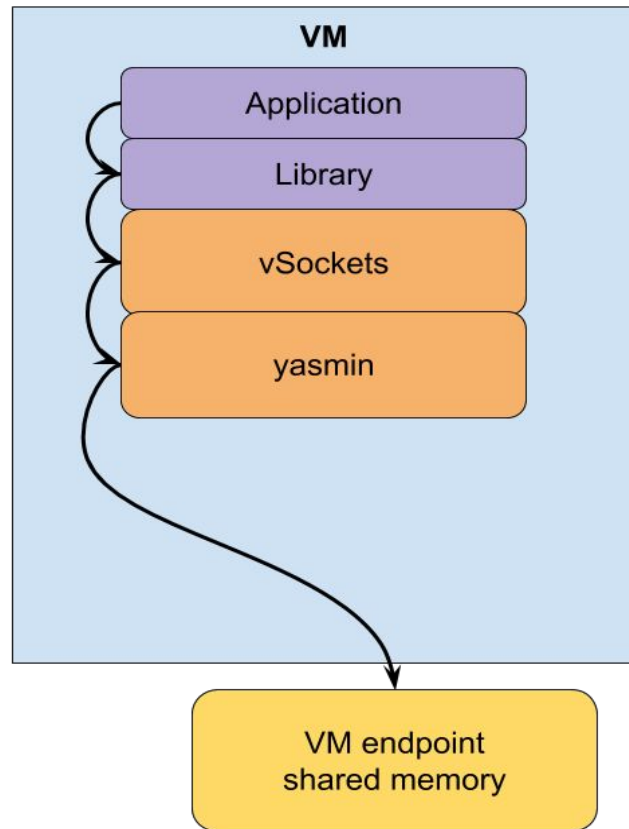 VM
Application
Library
vSockets
yasmin
VM endpoint
shared memory